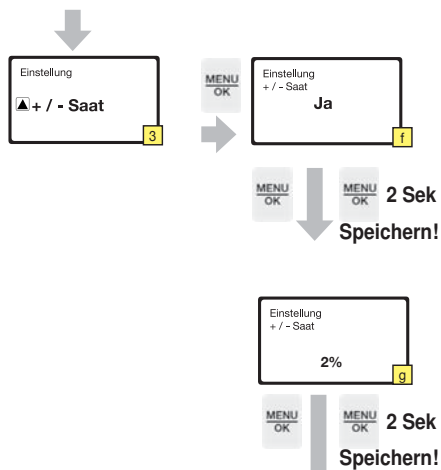 Einstellung
▲ + / - Saat
3
MENU
OK
Einstellung
+ / - Saat
Ja
f
MENU
OK
MENU
OK
2 Sek
Speichern!
Einstellung
+ / - Saat
2%
g
MENU
OK
MENU
OK
2 Sek
Speichern!